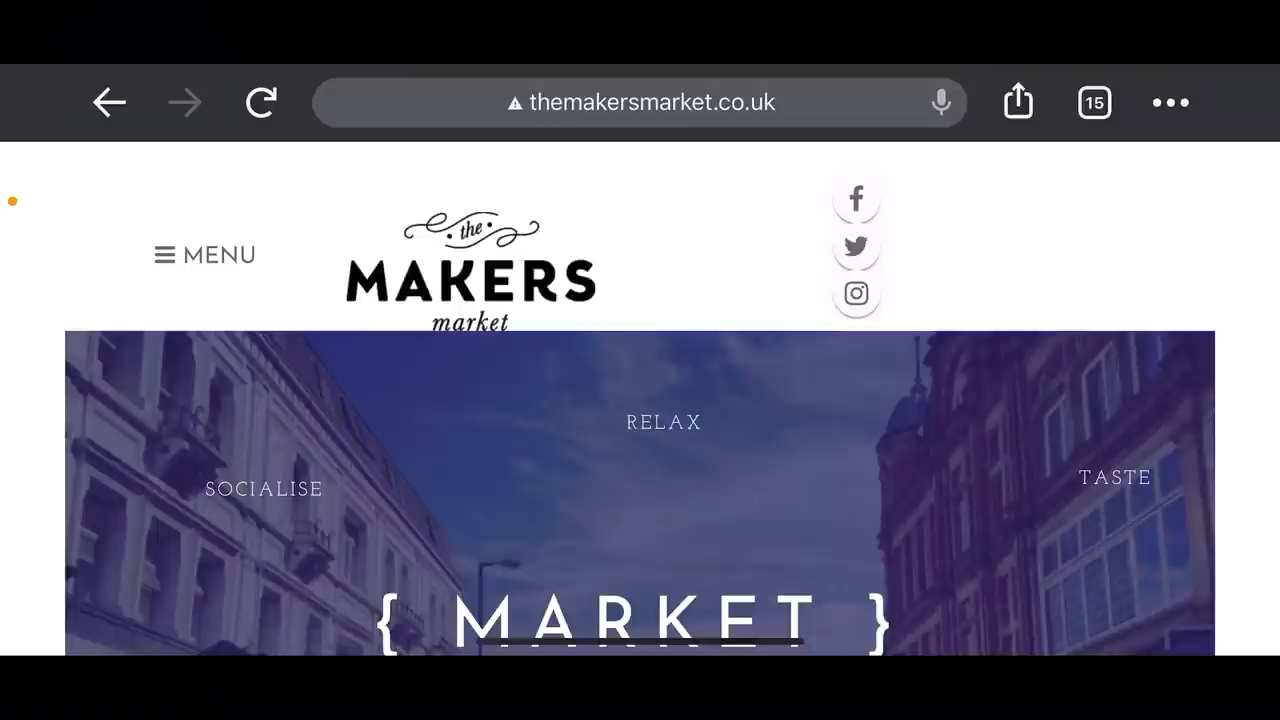 themakersmarket.co.uk
15
MENU
the
MAKERS
market
RELAX
TASTE
SOCIALISE
{ MARKET }